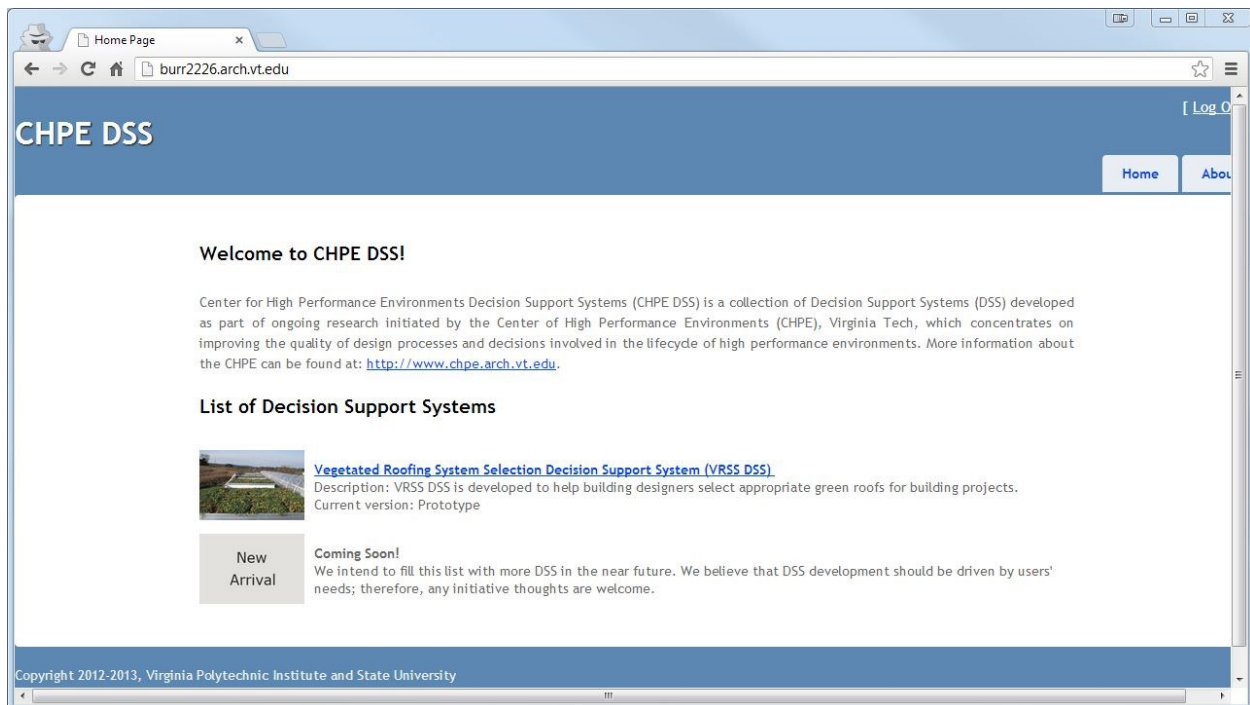 Home Page
burr2226.arch.vt.edu
[ Log O
CHPE DSS
Home
Abou
Welcome to CHPE DSS!
Center for High Performance Environments Decision Support Systems (CHPE DSS) is a collection of Decision Support Systems (DSS) developed
as part of ongoing research initiated by the Center of High Performance Environments (CHPE), Virginia Tech, which concentrates on
improving the quality of design processes and decisions involved in the lifecycle of high performance environments. More information about
the CHPE can be found at: http://www.chpe.arch.vt.edu.
List of Decision Support Systems
Vegetated Roofing System Selection Decision Support System (VRSS DSS)
Description: VRSS DSS is developed to help building designers select appropriate green roofs for building projects.
Current version: Prototype
New
Arrival
Coming Soon!
We intend to fill this list with more DSS in the near future. We believe that DSS development should be driven by users'
needs; therefore, any initiative thoughts are welcome.
Copyright 2012-2013, Virginia Polytechnic Institute and State University